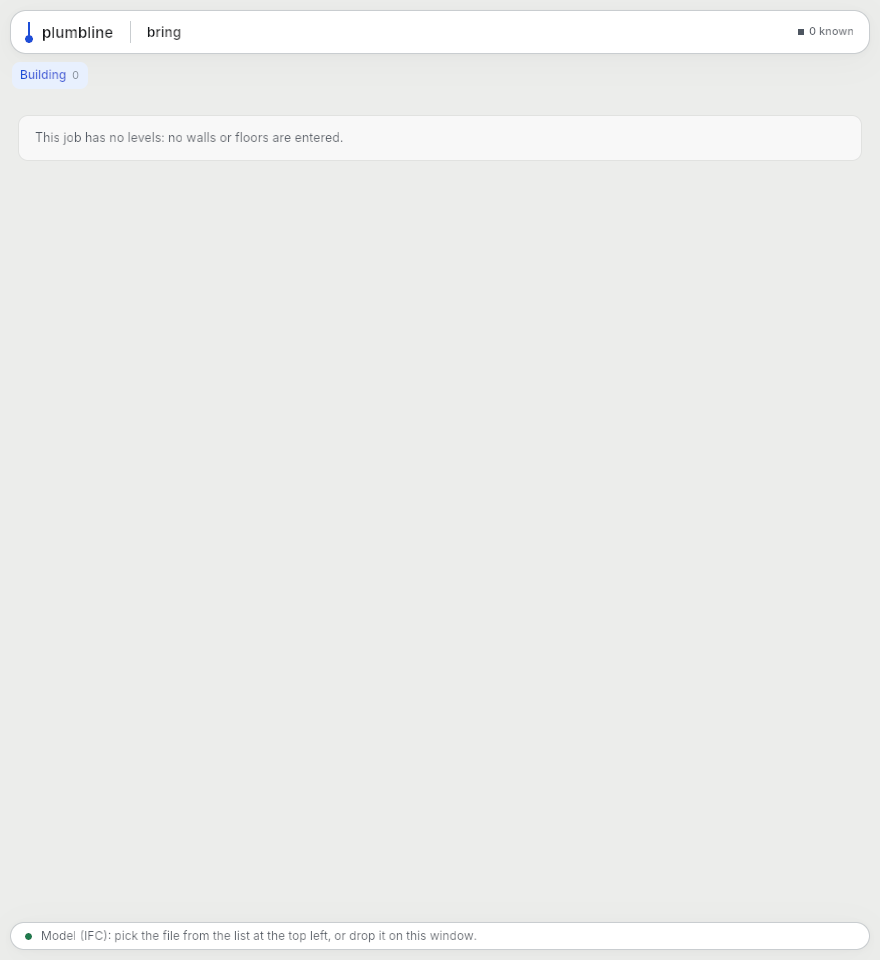 plumbline bring 0 known
Building 0
This job has no levels: no walls or floors are entered.
Model (IFC): pick the file from the list at the top left, or drop it on this window.